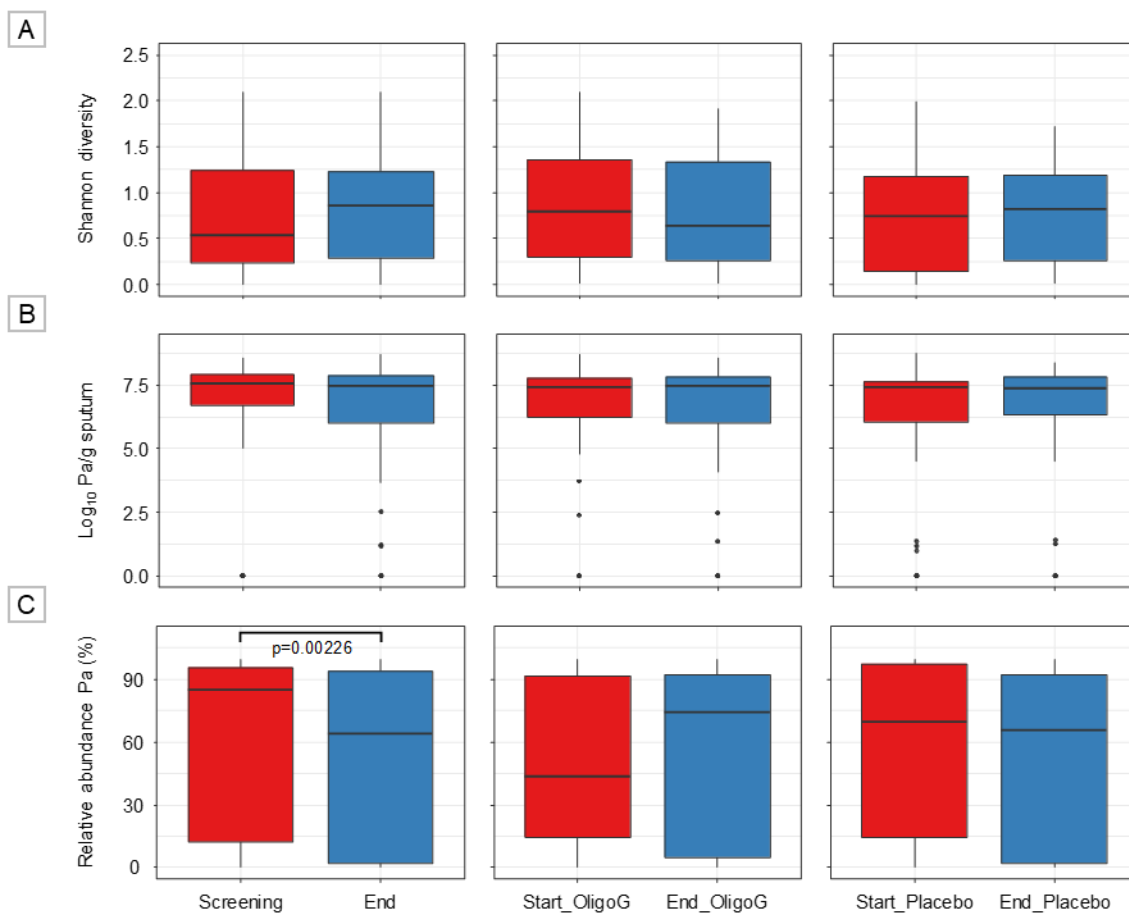 A
Shannon diversity
2.5
2.0
1.5
1.0
0.5
0.0
B
Log₁₀ Pa/g sputum
7.5
5.0
2.5
0.0
C
Relative abundance Pa (%)
90
60
30
0
p=0.00226
Screening End Start_OligoG End_OligoG Start_Placebo End_Placebo